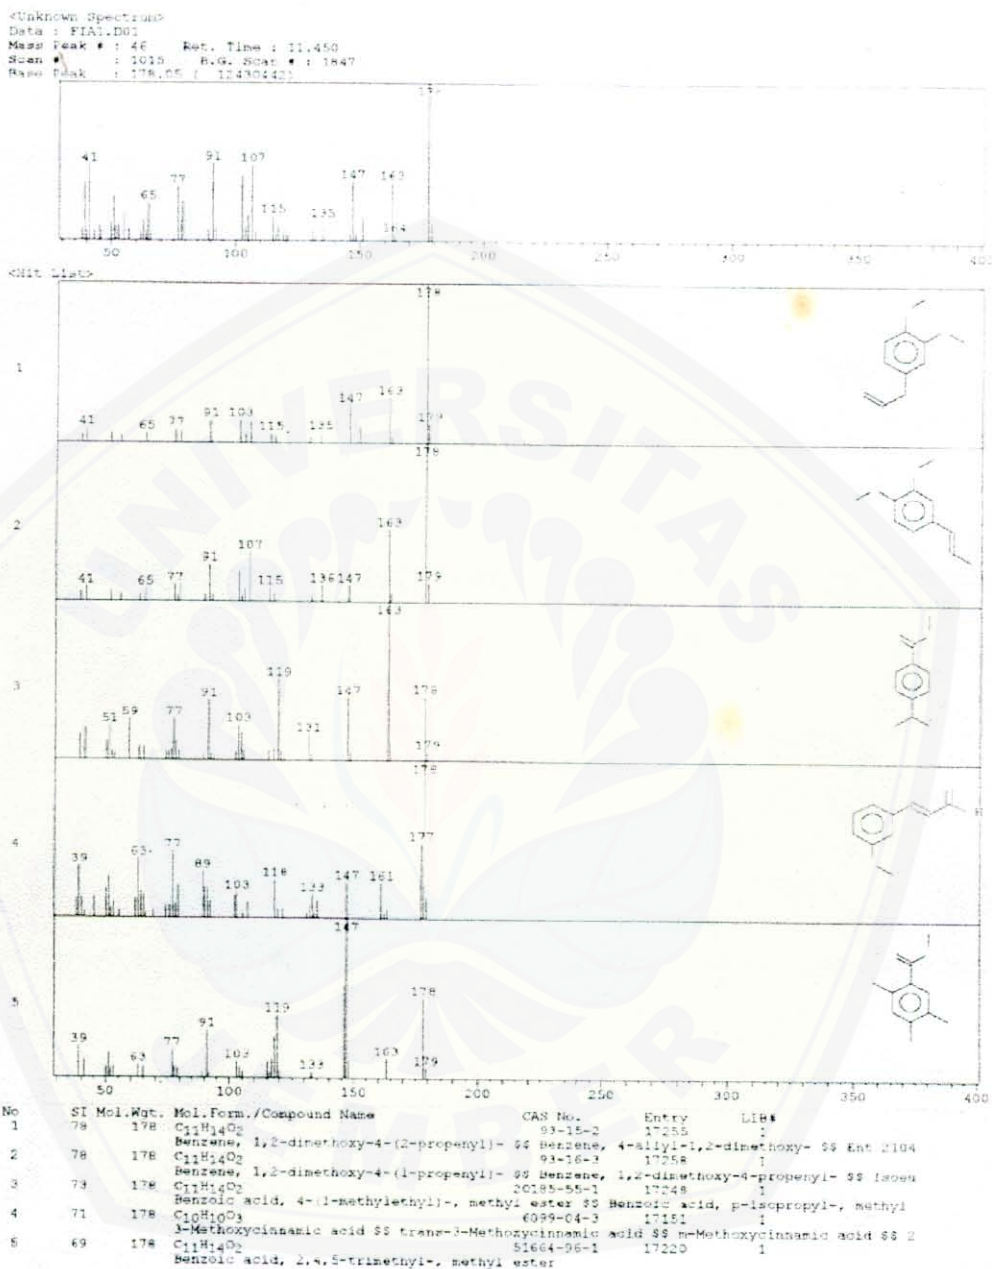 <Unknown Spectrum>
Data : FIA1.D01
Mass Peak # : 46 Ret. Time : 11.450
Scan # : 1015 B.G. Scan # : 1847
Base Peak : 178.05 ( 12430442)
41 65 77 91 107 115 135 147 163 164
50 100 150 200 250 300 350 400
<Hit List>
1
41 65 77 91 103 115 135 147 163 178 179
2
41 65 77 91 107 115 136 147 163 178 179
3
51 59 77 91 103 119 131 147 163 178 179
4
39 63 77 89 103 118 133 147 161 177 178
5
39 63 77 91 103 119 133 147 163 178 179
50 100 150 200 250 300 350 400
UNIVERSITAS
No SI Mol.Wgt. Mol.Form./Compound Name CAS No. Entry LIB#
1 78 178 C11H14O2 93-15-2 17255 1
Benzene, 1,2-dimethoxy-4-(2-propenyl)- $$ Benzene, 4-allyl-1,2-dimethoxy- $$ Ent 2104
2 78 178 C11H14O2 93-16-3 17258 1
Benzene, 1,2-dimethoxy-4-(1-propenyl)- $$ Benzene, 1,2-dimethoxy-4-propenyl- $$ Isoeu
3 73 178 C11H14O2 20185-55-1 17248 1
Benzoic acid, 4-(1-methylethyl)-, methyl ester $$ Benzoic acid, p-isopropyl-, methyl
4 71 178 C10H10O3 6099-04-3 17151 1
3-Methoxycinnamic acid $$ trans-3-Methoxycinnamic acid $$ m-Methoxycinnamic acid $$ 2
5 69 178 C11H14O2 51664-96-1 17220 1
Benzoic acid, 2,4,5-trimethyl-, methyl ester